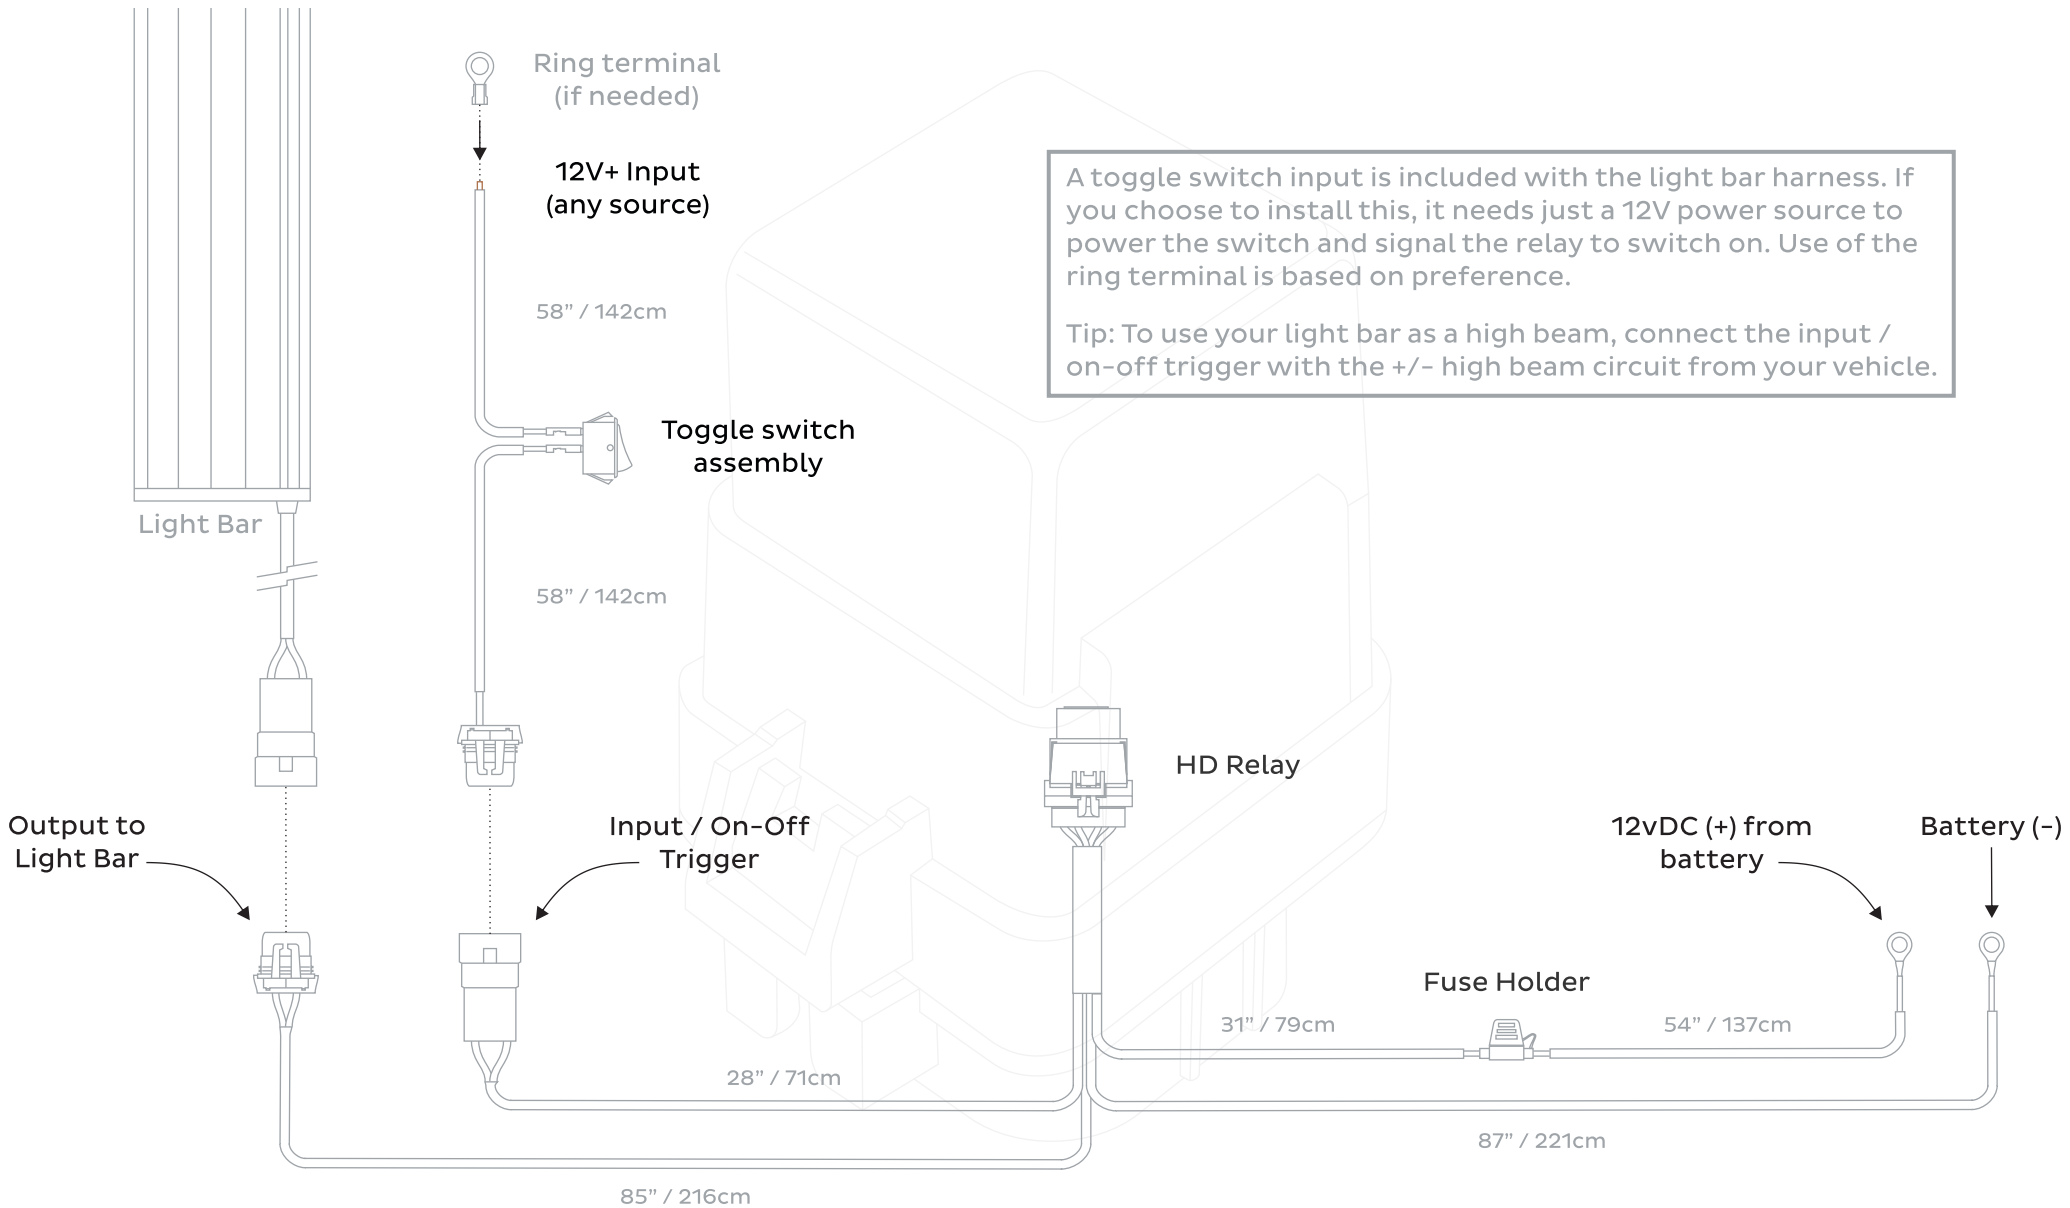 Ring terminal
(if needed)
12V+ Input
(any source)
A toggle switch input is included with the light bar harness. If
you choose to install this, it needs just a 12V power source to
power the switch and signal the relay to switch on. Use of the
ring terminal is based on preference.
Tip: To use your light bar as a high beam, connect the input /
on-off trigger with the +/- high beam circuit from your vehicle.
58” / 142cm
Toggle switch
assembly
Light Bar
58” / 142cm
HD Relay
Output to
Light Bar
Input / On-Off
Trigger
12vDC (+) from
battery
Battery (-)
Fuse Holder
31” / 79cm
54” / 137cm
28” / 71cm
87” / 221cm
85” / 216cm